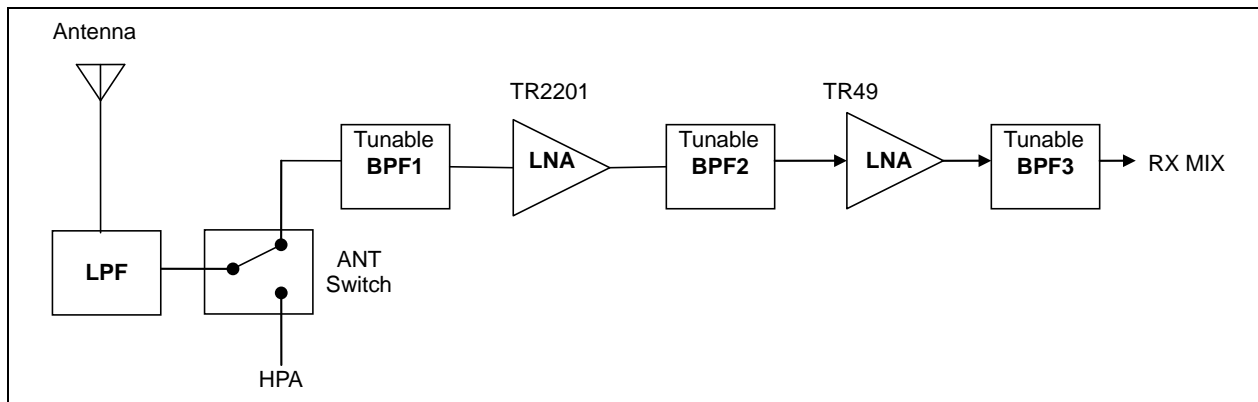 Antenna
TR2201
TR49
Tunable
BPF1
LNA
Tunable
BPF2
LNA
Tunable
BPF3
RX MIX
LPF
ANT
Switch
HPA